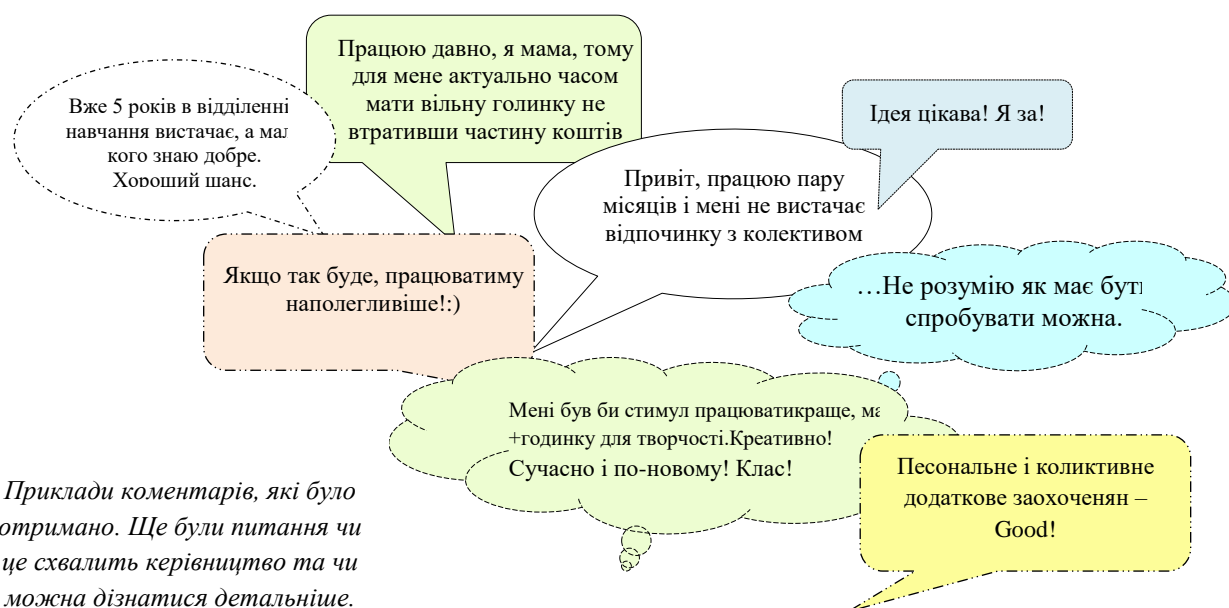 Працюю давно, я мама, тому
для мене актуально часом
мати вільну голинку не
втративши частину коштів
Вже 5 років в відділенні
навчання вистачає, а
кого знаю добре.
Хороший шанс.
Ідея цікава! Я за!
Привіт, працюю пару
місяців і мені не вистачає
відпочинку з колективом
Якщо так буде, працюватиму
наполегливіше!:)
…Не розумію як має
спробувати можна.
Мені був би стимул працюватикраще,
+годинку для творчості.Креативно!
Сучасно і по-новому! Клас!
Песональне і коликтивне
додаткове заохоченян –
Good!
Приклади коментарів, які було
отримано. Ще були питання чи
це схвалить керівництво та чи
можна дізнатися детальніше.